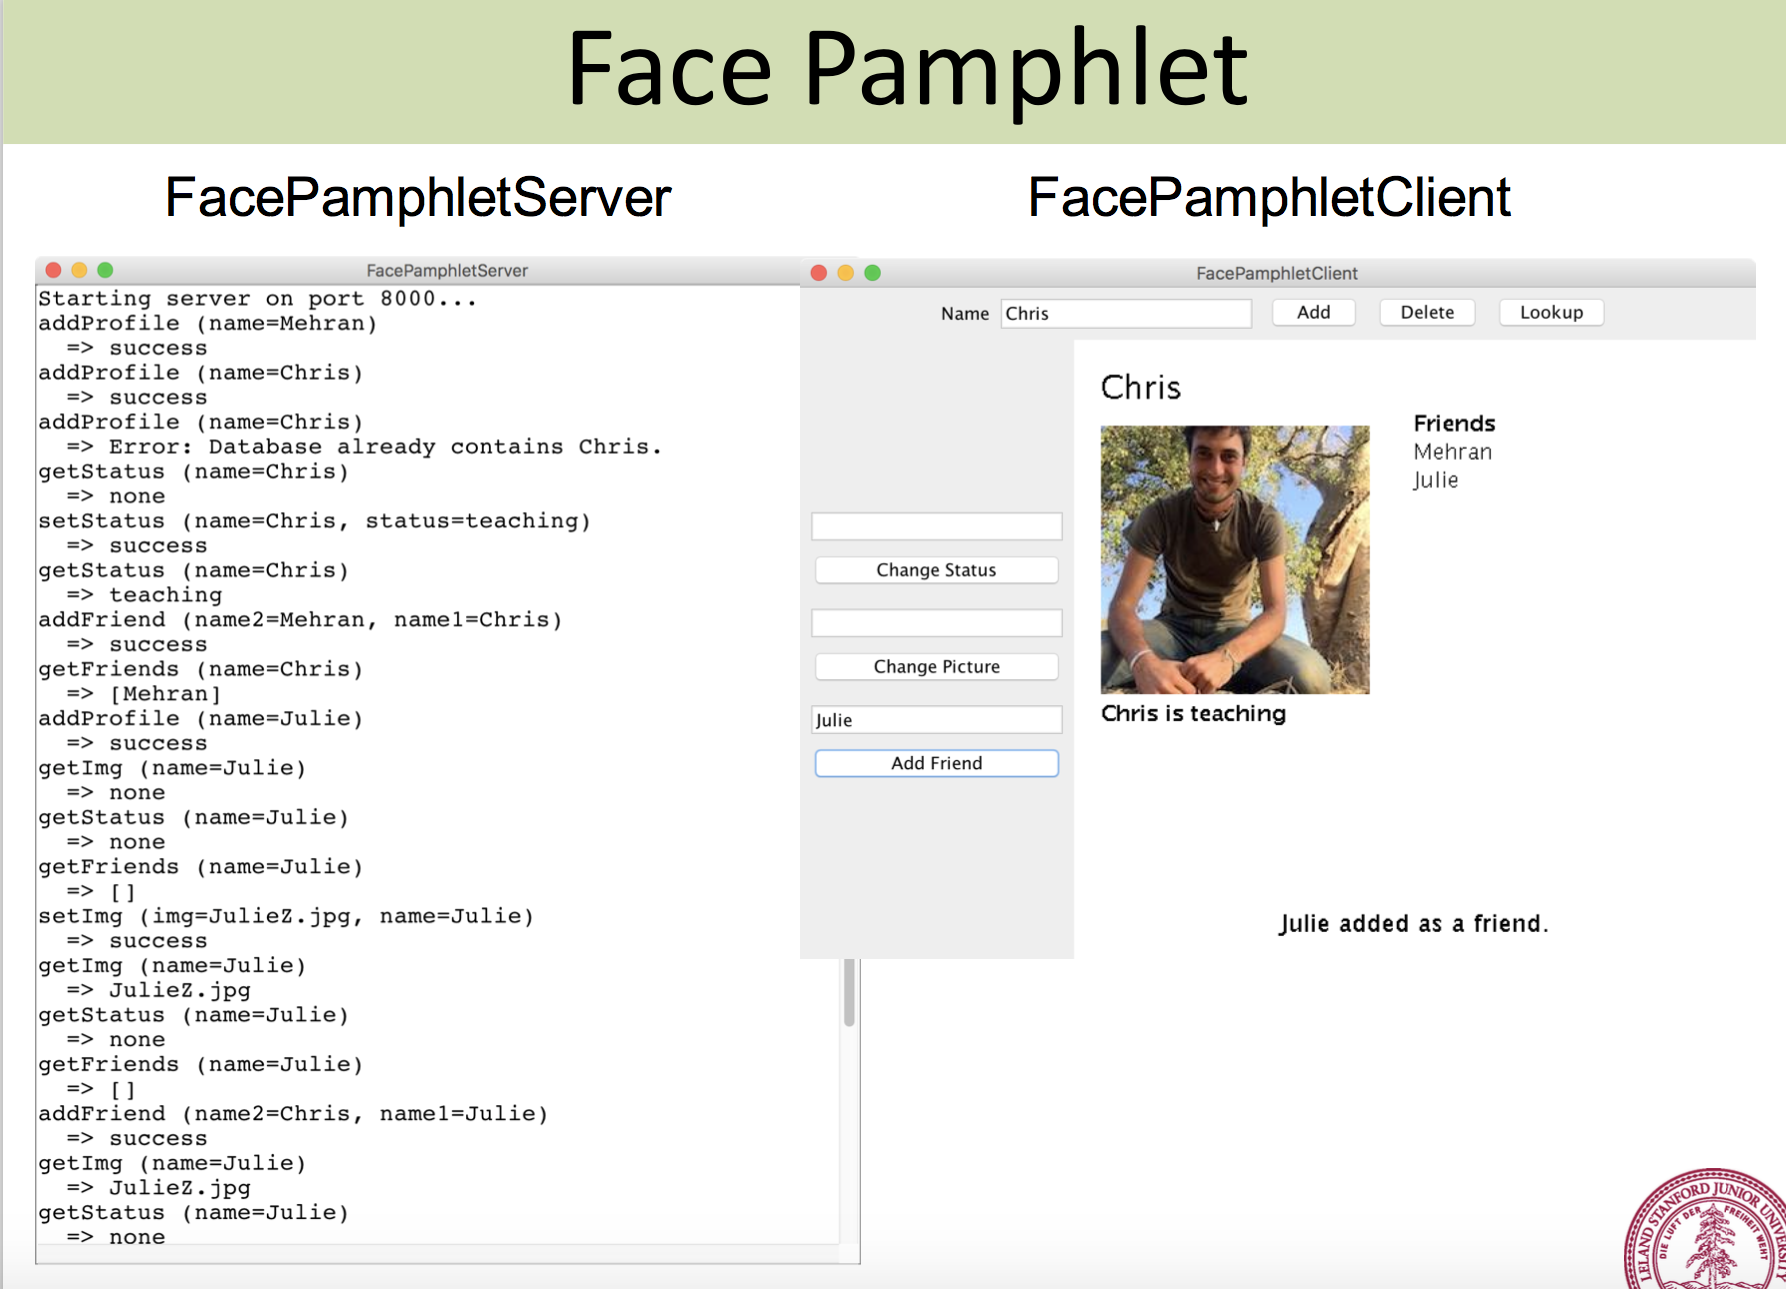 Face Pamphlet
FacePamphletServer
FacePamphletServer
Starting server on port 8000...
addProfile (name=Mehran)
=> success
addProfile (name=Chris)
=> success
addProfile (name=Chris)
=> Error: Database already contains Chris.
getStatus (name=Chris)
=> none
setStatus (name=Chris, status=teaching)
=> success
getStatus (name=Chris)
=> teaching
addFriend (name2=Mehran, name1=Chris)
=> success
getFriends (name=Chris)
=> [Mehran]
addProfile (name=Julie)
=> success
getImg (name=Julie)
=> none
getStatus (name=Julie)
=> none
getFriends (name=Julie)
=> []
setImg (img=JulieZ.jpg, name=Julie)
=> success
getImg (name=Julie)
=> JulieZ.jpg
getStatus (name=Julie)
=> none
getFriends (name=Julie)
=> []
addFriend (name2=Chris, name1=Julie)
=> success
getImg (name=Julie)
=> JulieZ.jpg
getStatus (name=Julie)
=> none
FacePamphletClient
FacePamphletClient
Name Chris Add Delete Lookup
Chris
Friends
Mehran
Julie
Change Status
Change Picture
Julie
Add Friend
Chris is teaching
Julie added as a friend.
LELAND STANFORD JUNIOR UNIVERSITY
DIE LUFT DER FREIHEIT WEHT